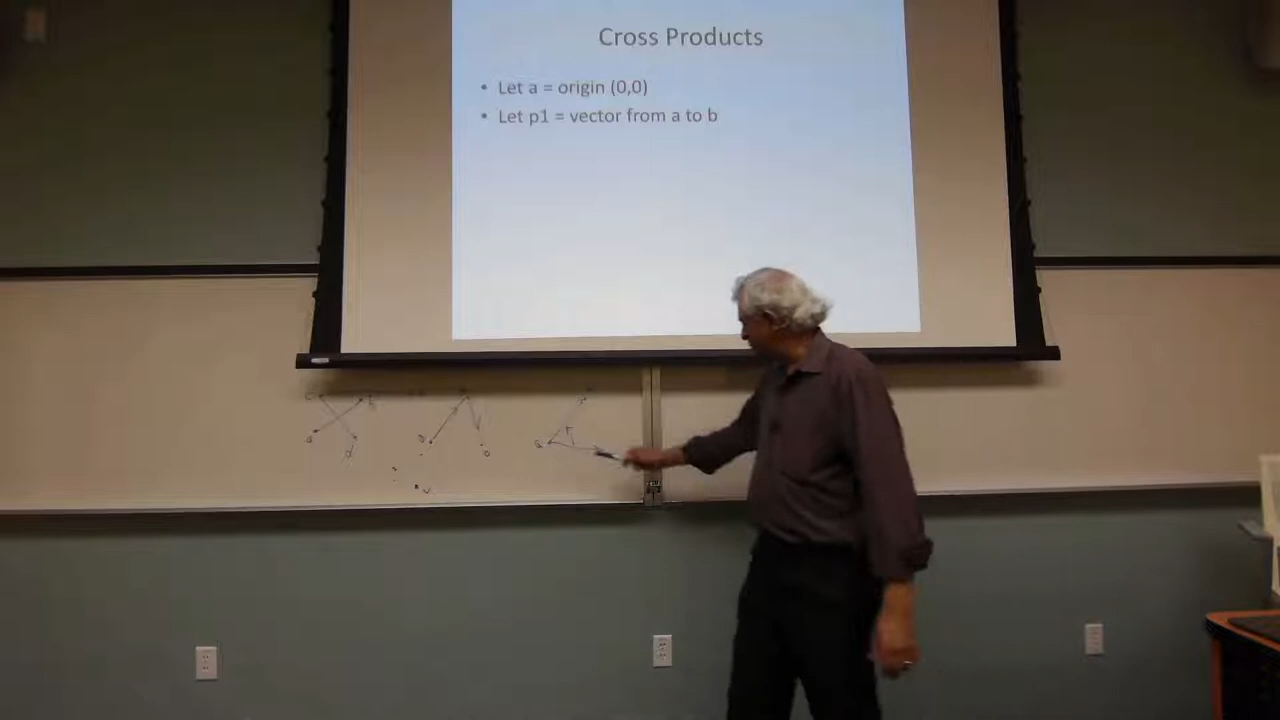 Cross Products
• Let a = origin (0,0)
• Let p1 = vector from a to b